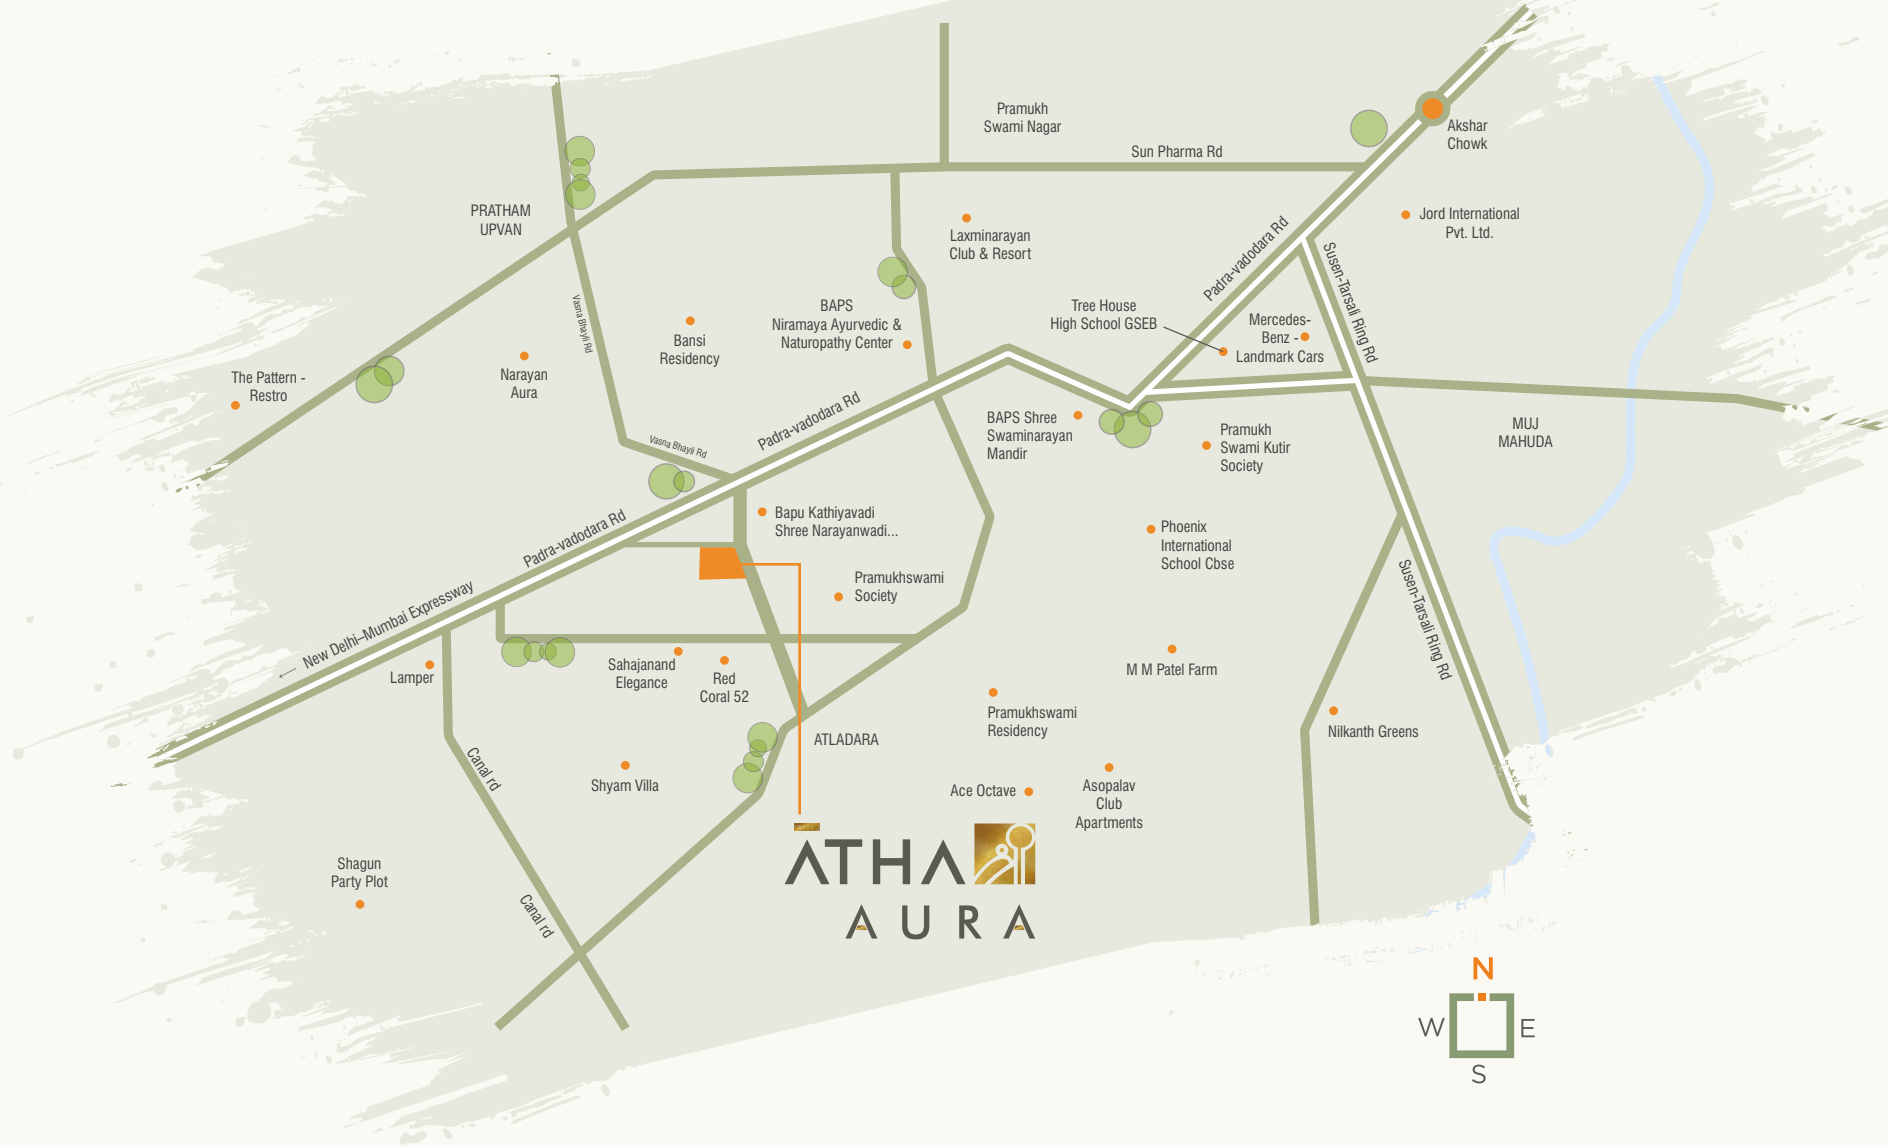 Pramukh
Swami Nagar
Akshar
Chowk
Sun Pharma Rd
PRATHAM
UPVAN
Jord International
Pvt. Ltd.
Laxminarayan
Club & Resort
Padra-vadodara Rd
Susen-Tarsali Ring Rd
Vasna Bhayli Rd
BAPS
Niramaya Ayurvedic &
Naturopathy Center
Tree House
High School GSEB
Mercedes-
Benz -
Landmark Cars
Bansi
Residency
The Pattern -
Restro
Narayan
Aura
Padra-vadodara Rd
BAPS Shree
Swaminarayan
Mandir
Pramukh
Swami Kutir
Society
MUJ
MAHUDA
Vasna Bhayli Rd
Bapu Kathiyavadi
Shree Narayanwadi...
Padra-vadodara Rd
Phoenix
International
School Cbse
Pramukhswami
Society
Susen-Tarsali Ring Rd
← New Delhi–Mumbai Expressway
Lamper
Sahajanand
Elegance
Red
Coral 52
M M Patel Farm
Pramukhswami
Residency
Nilkanth Greens
ATLADARA
Canal rd
Shyam Villa
Ace Octave
Asopalav
Club
Apartments
ĀTHA
AURA
Shagun
Party Plot
Canal rd
N
W E
S